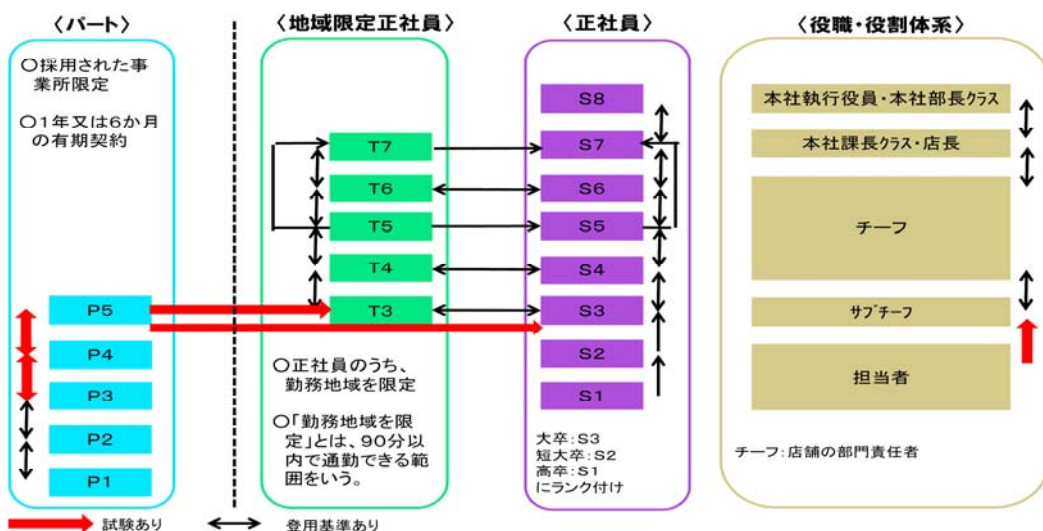 〈パート〉
〈地域限定正社員〉
〈正社員〉
〈役職・役割体系〉
○採用された事
業所限定
○1年又は6か月
の有期契約
P5
P4
P3
P2
P1
T7
T6
T5
T4
T3
○正社員のうち、
勤務地域を限定
○「勤務地域を限
定」とは、90分以
内で通勤できる範
囲をいう。
S8
S7
S6
S5
S4
S3
S2
S1
大卒：S3
短大卒：S2
高卒：S1
にランク付け
本社執行役員・本社部長クラス
本社課長クラス・店長
チーフ
サブチーフ
担当者
チーフ：店舗の部門責任者
試験あり
登用基準あり